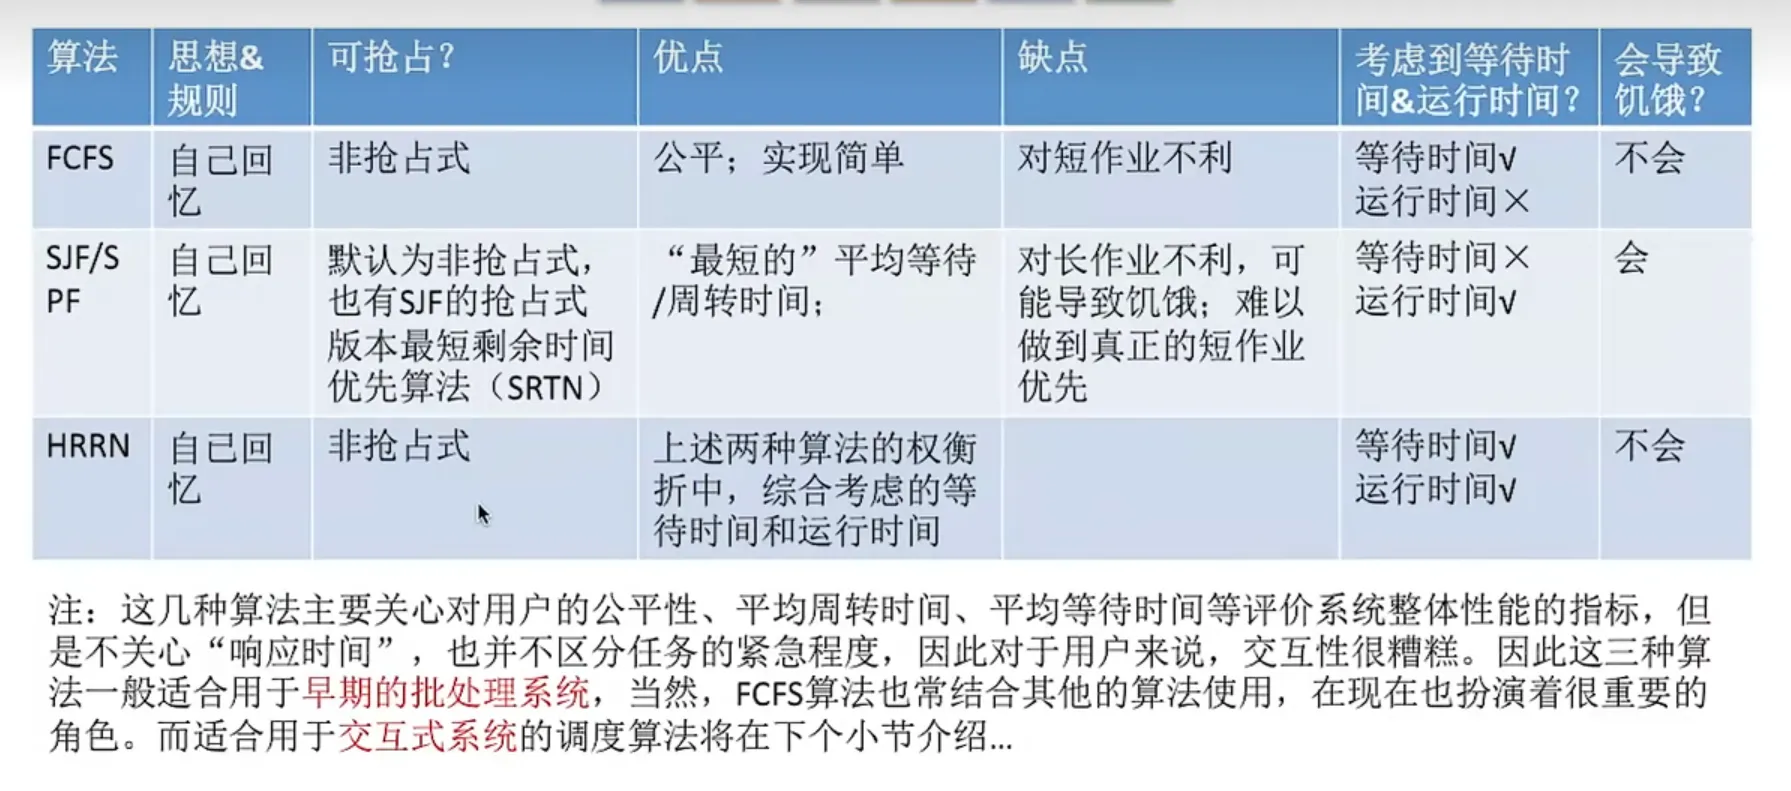 算法
思想&
规则
可抢占？
优点
缺点
考虑到等待时
间&运行时间？
会导致
饥饿？
FCFS
自己回
忆
非抢占式
公平；实现简单
对短作业不利
等待时间√
运行时间×
不会
SJF/S
PF
自己回
忆
默认为非抢占式，
也有SJF的抢占式
版本最短剩余时间
优先算法（SRTN）
“最短的”平均等待
/周转时间；
对长作业不利，可
能导致饥饿；难以
做到真正的短作业
优先
等待时间×
运行时间√
会
HRRN
自己回
忆
非抢占式
上述两种算法的权衡
折中，综合考虑的等
待时间和运行时间
等待时间√
运行时间√
不会
注：这几种算法主要关心对用户的公平性、平均周转时间、平均等待时间等评价系统整体性能的指标，但
是不关心“响应时间”，也并不区分任务的紧急程度，因此对于用户来说，交互性很糟糕。因此这三种算
法一般适合用于早期的批处理系统，当然，FCFS算法也常结合其他的算法使用，在现在也扮演着很重要的
角色。而适合用于交互式系统的调度算法将在下个小节介绍...